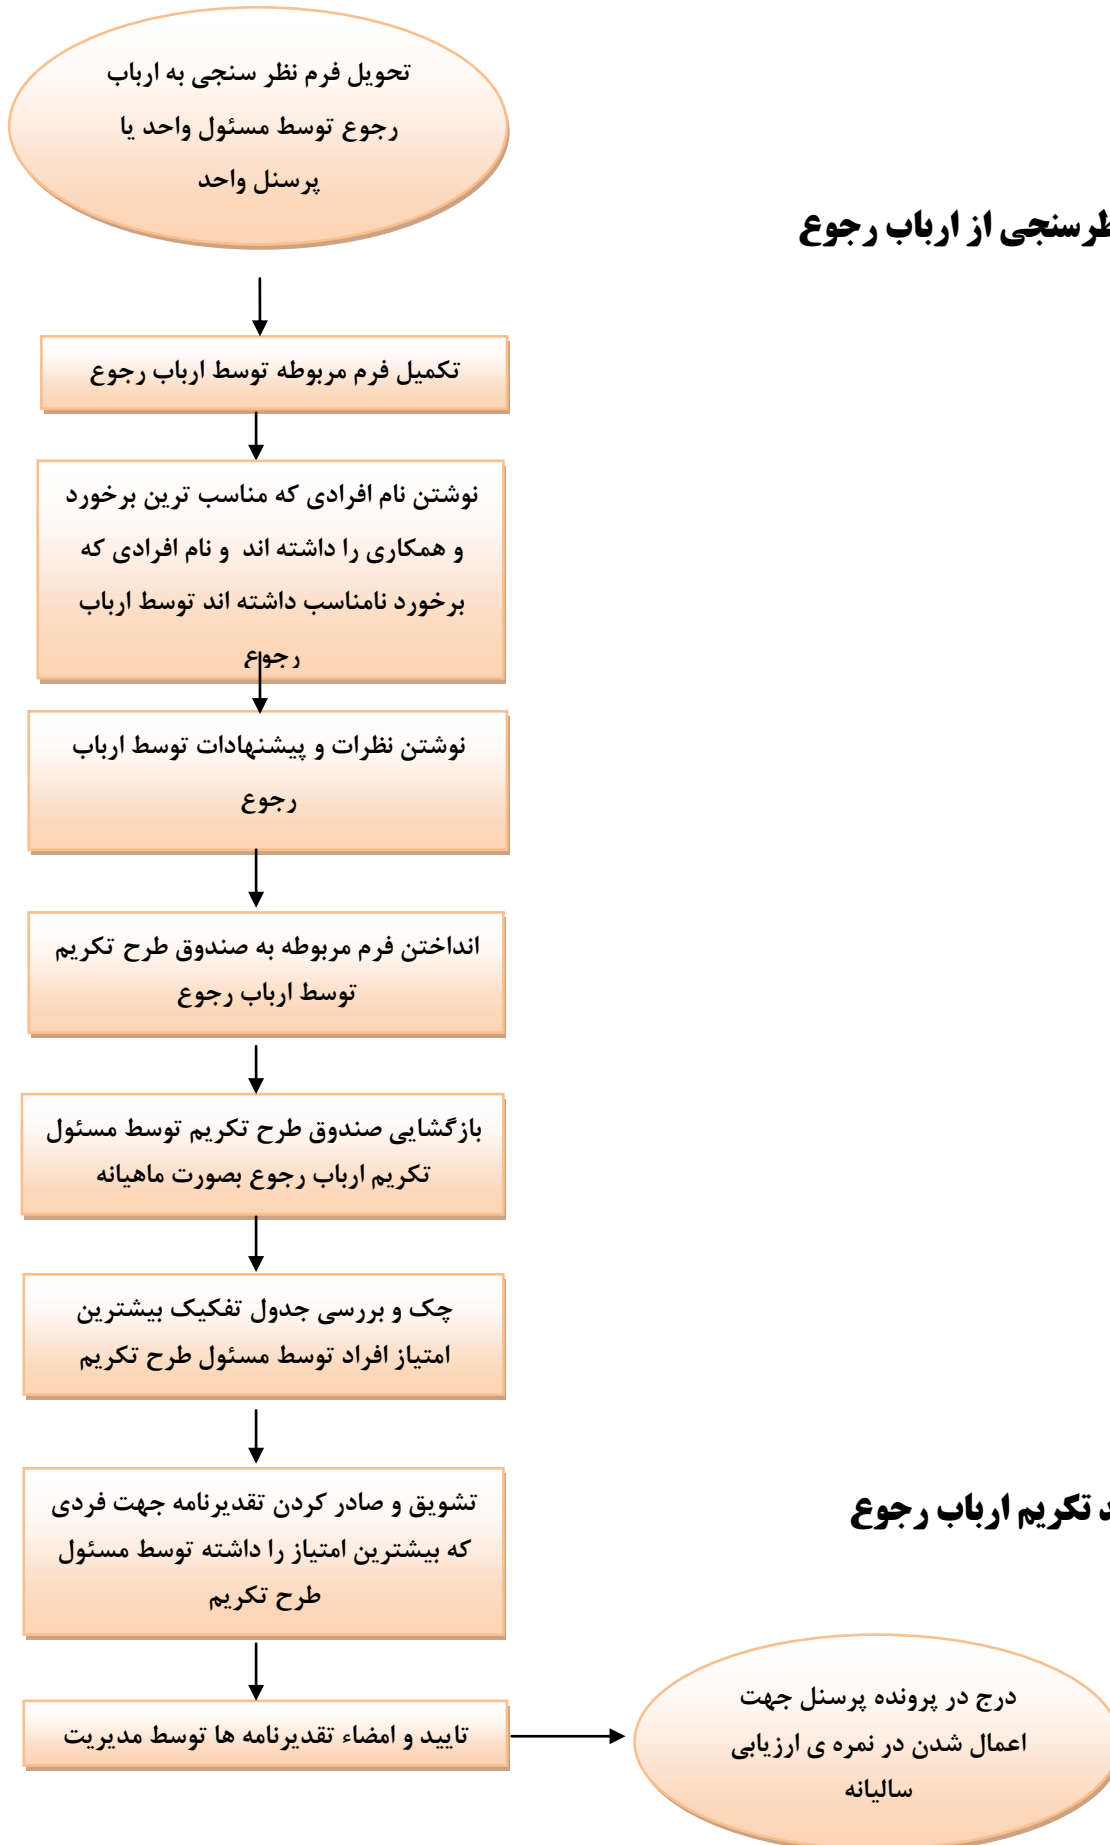 تحویل فرم نظر سنجی به ارباب
رجوع توسط مسئول واحد یا
پرسنل واحد
از ارباب رجوع
تکمیل فرم مربوطه توسط ارباب رجوع
نوشتن نام افرادی که مناسب ترین برخورد
و همکاری را داشته اند و نام افرادی که
برخورد نامناسب داشته اند توسط ارباب
رجوع
نوشتن نظرات و پیشنهادات توسط ارباب
رجوع
انداختن فرم مربوطه به صندوق طرح تکریم
توسط ارباب رجوع
بازگشایی صندوق طرح تکریم توسط مسئول
تکریم ارباب رجوع بصورت ماهیانه
چک و بررسی جدول تفکیک بیشترین
امتیاز افراد توسط مسئول طرح تکریم
تشویق و صادر کردن تقدیرنامه جهت فردی
که بیشترین امتیاز را داشته توسط مسئول
طرح تکریم
تکریم ارباب رجوع
تایید و امضاء تقدیرنامه ها توسط مدیریت
درج در پرونده پرسنل جهت
اعمال شدن در نمره ی ارزیابی
سالیانه